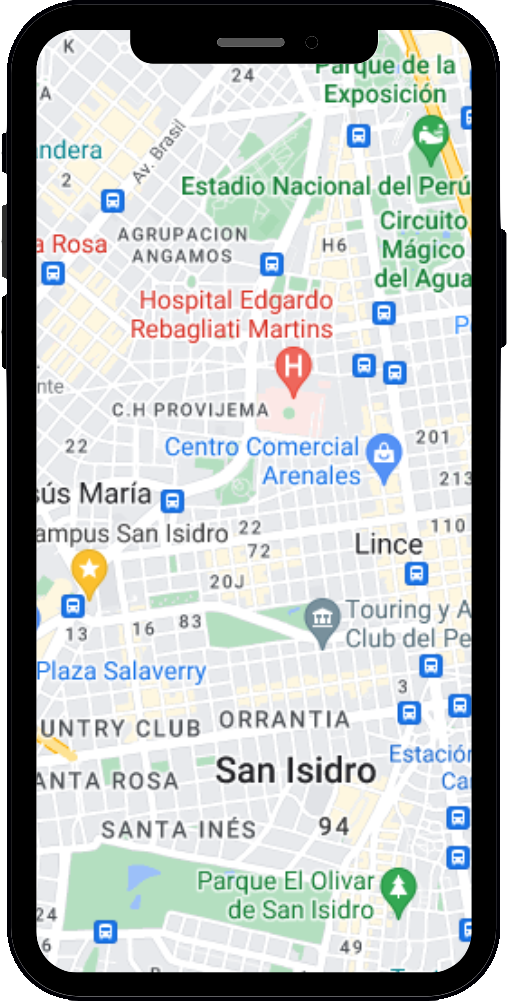 K
Parque de la
Exposición
24
A
Av. Brasil
andera
2
Estadio Nacional del Perú
Circuito
Mágico
del Agua
a Rosa
AGRUPACION
ANGAMOS
H6
Hospital Edgardo
Rebagliati Martins
H
P
nte
C.H PROVIJEMA
22
Centro Comercial
Arenales
201
213
sús María
ampus San Isidro
22
72
110
Lince
20J
13
16
83
Touring y A
Club del Pe
Plaza Salaverry
3
UNTRY CLUB
ORRANTIA
Estación
Ca
San Isidro
ANTA ROSA
SANTA INÉS
94
Parque El Olivar
de San Isidro
24
6
49